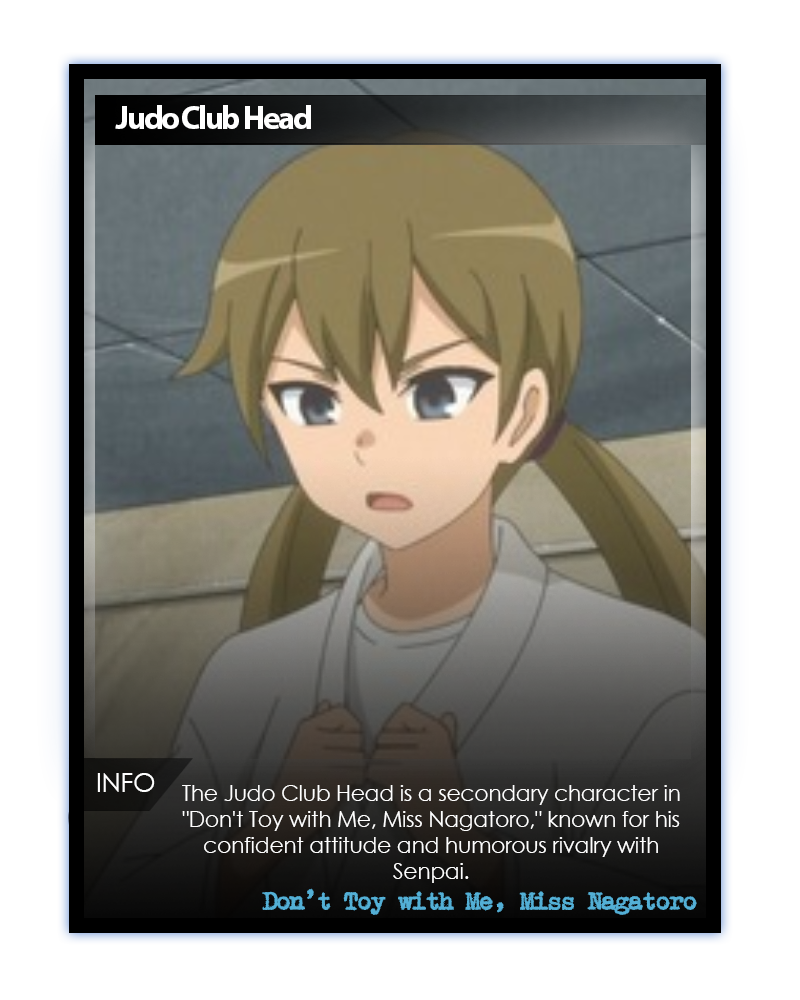 Judo Club Head
INFO
The Judo Club Head is a secondary character in
"Don't Toy with Me, Miss Nagatoro," known for his
confident attitude and humorous rivalry with
Senpai.
Don't Toy with Me, Miss Nagatoro